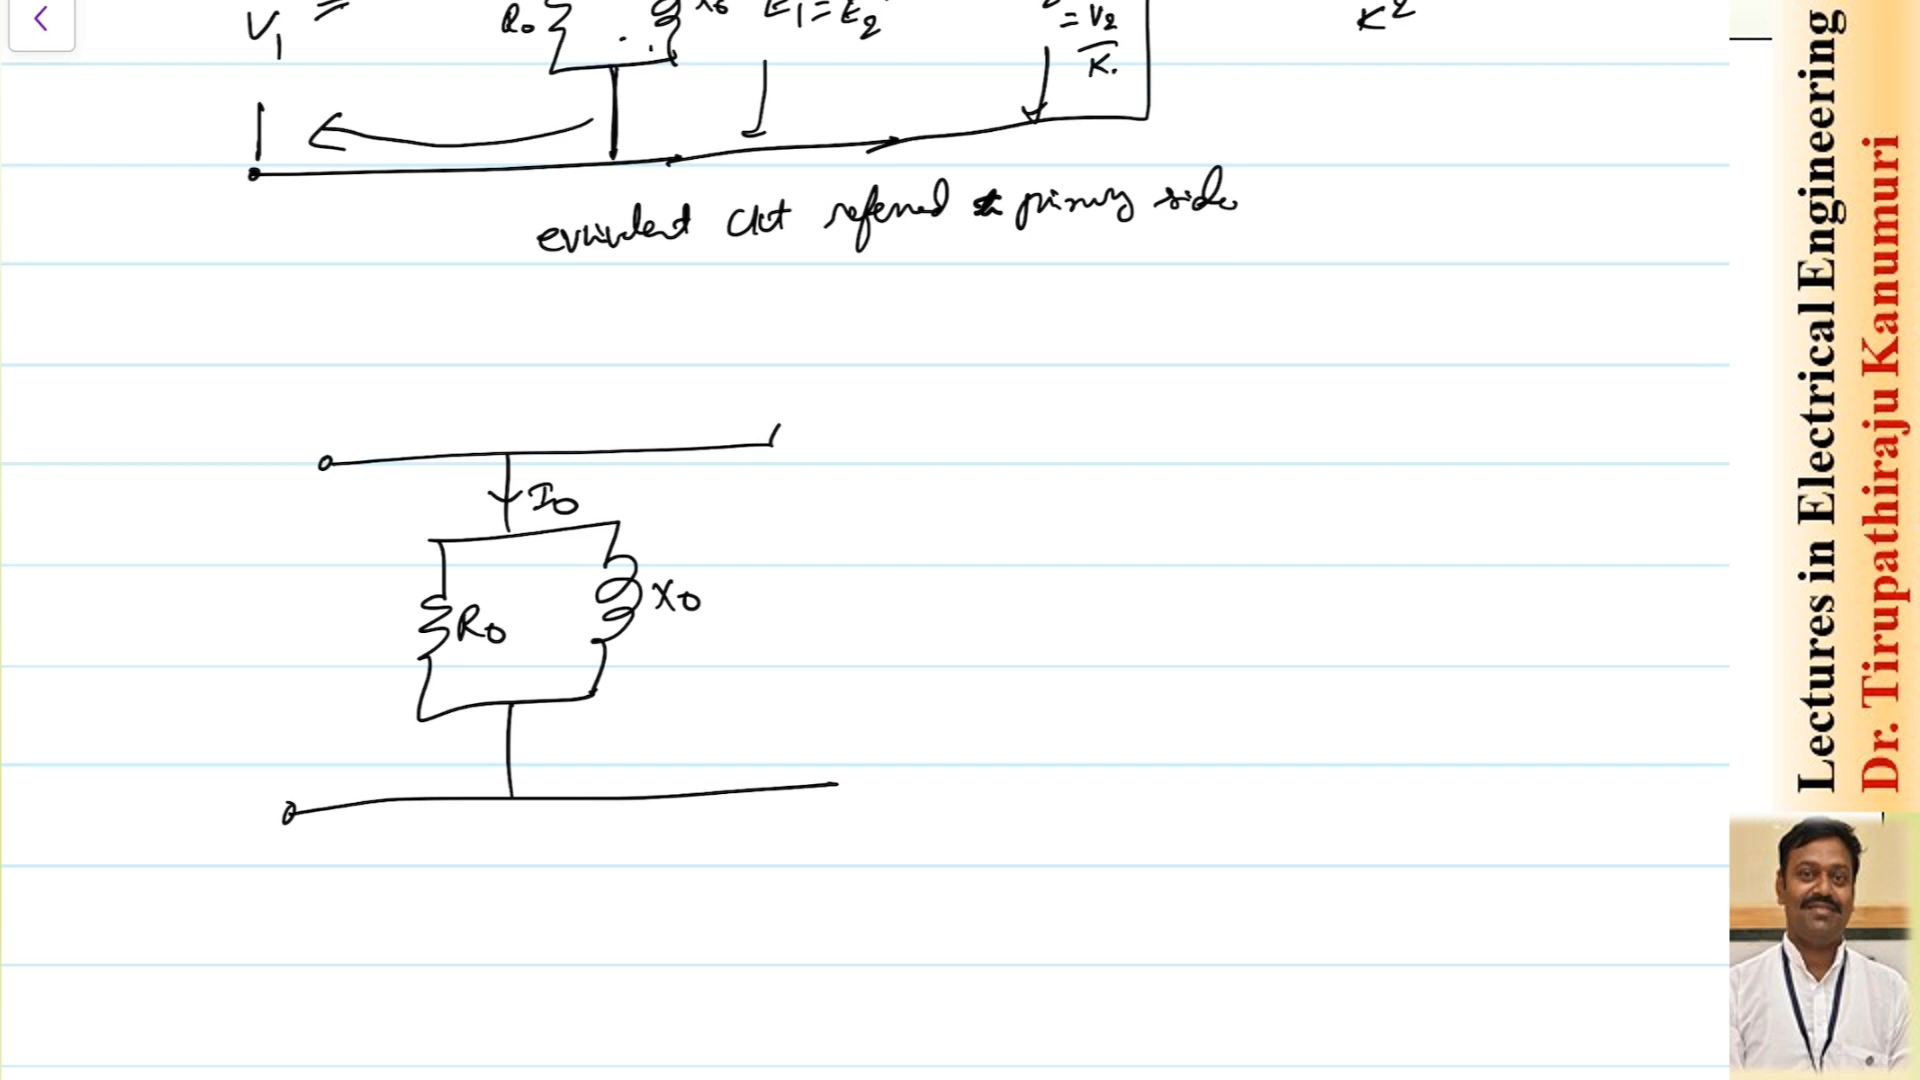 V1 = R0 X0 E1 = E2' = V2/K. K2
equivalent ckt referred to primary side
I0
R0 X0
Lectures in Electrical Engineering
Dr. Tirupathiraju Kanumuri